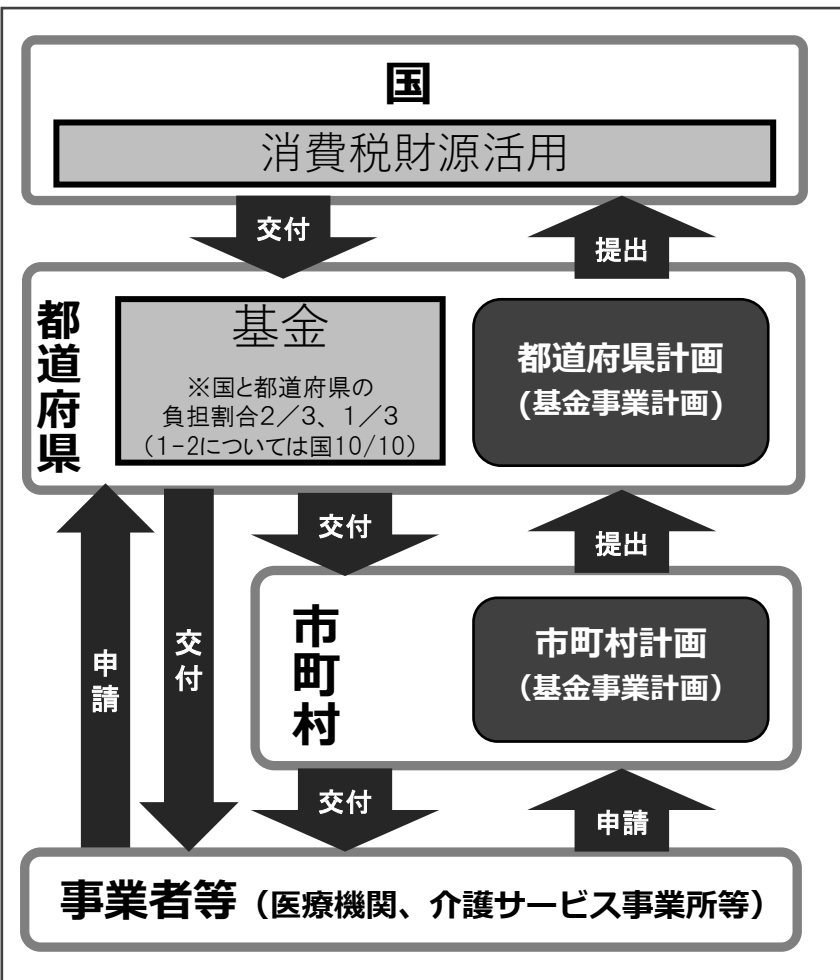 国
消費税財源活用
交付
提出
都道府県
基金
※国と都道府県の
負担割合2／3、1／3
（1-2については国10/10）
都道府県計画
(基金事業計画)
交付
提出
申請
交付
市町村
市町村計画
（基金事業計画）
交付
申請
事業者等（医療機関、介護サービス事業所等）